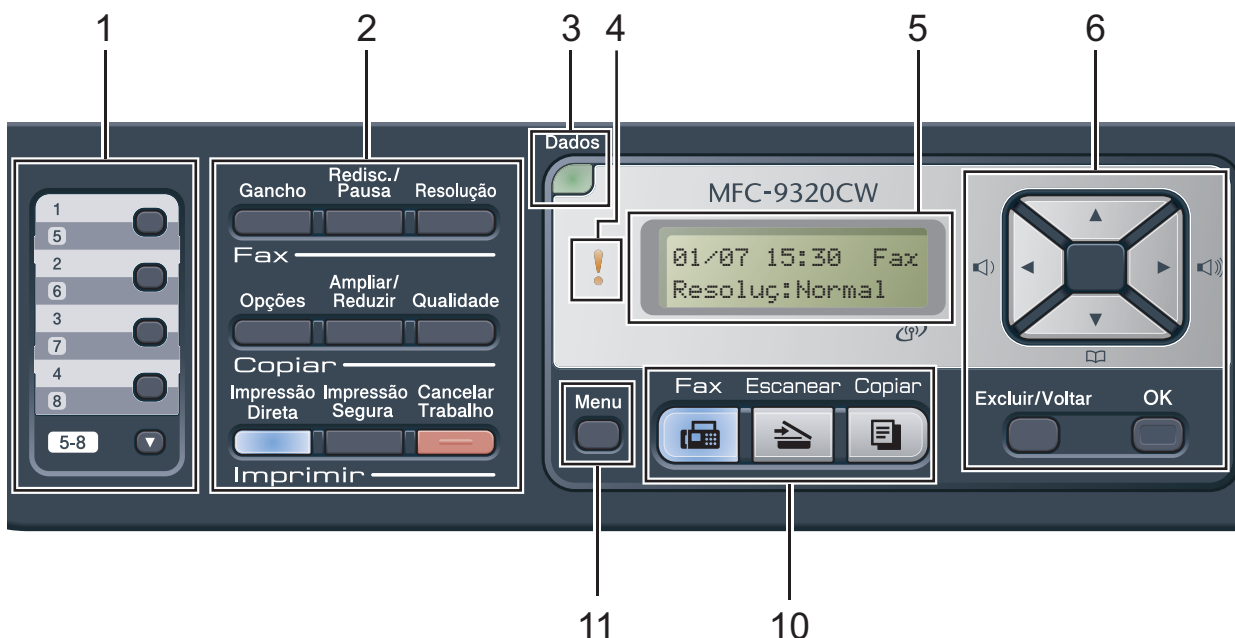 1
2
3
4
5
6
1
5
2
6
3
7
4
8
5-8
Gancho
Redisc./
Pausa
Resolução
Fax
Opções
Ampliar/
Reduzir
Qualidade
Copiar
Impressão
Direta
Impressão
Segura
Cancelar
Trabalho
Imprimir
Dados
MFC-9320CW
01/07 15:30 Fax
Resoluç:Normal
Menu
Fax
Escanear
Copiar
Excluir/Voltar
OK
11
10